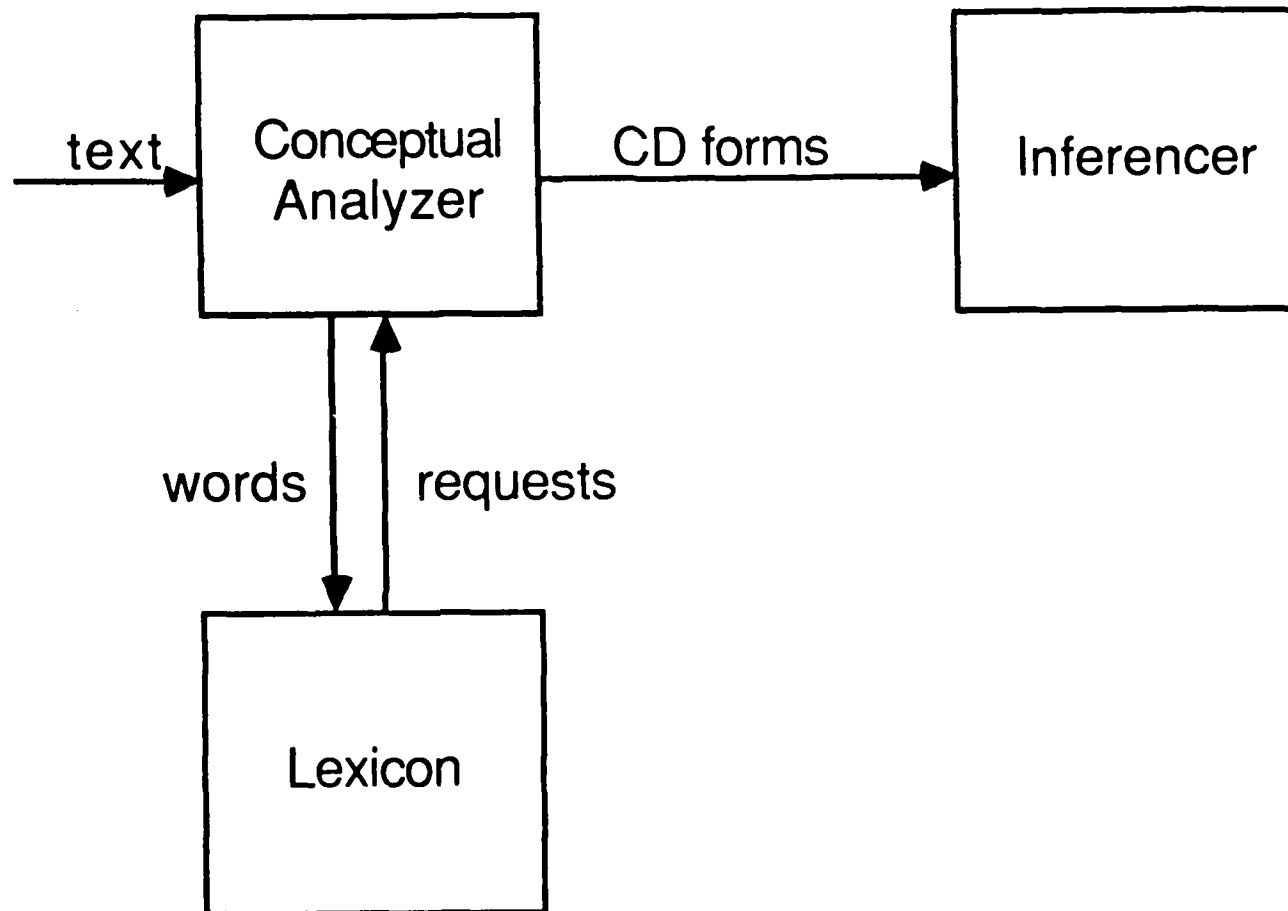 text
Conceptual
Analyzer
CD forms
Inferencer
words
requests
Lexicon